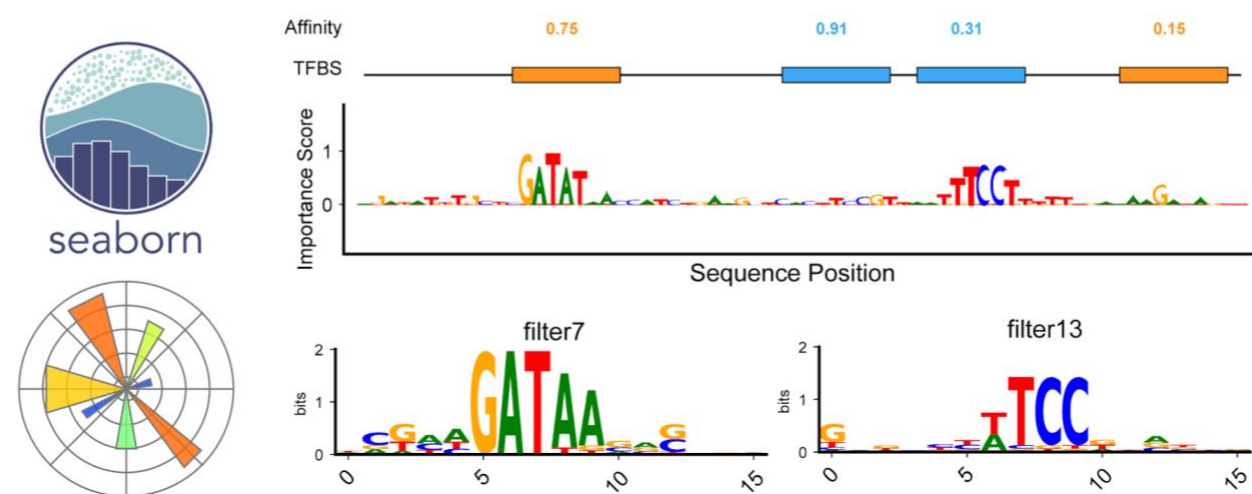 seaborn
Affinity 0.75 0.91 0.31 0.15
TFBS
Importance Score
1
0
GATAT
TTCCT
Sequence Position
filter7
bits
2
1
0
GATAA
0 5 10 15
filter13
bits
2
1
0
TCC
0 5 10 15